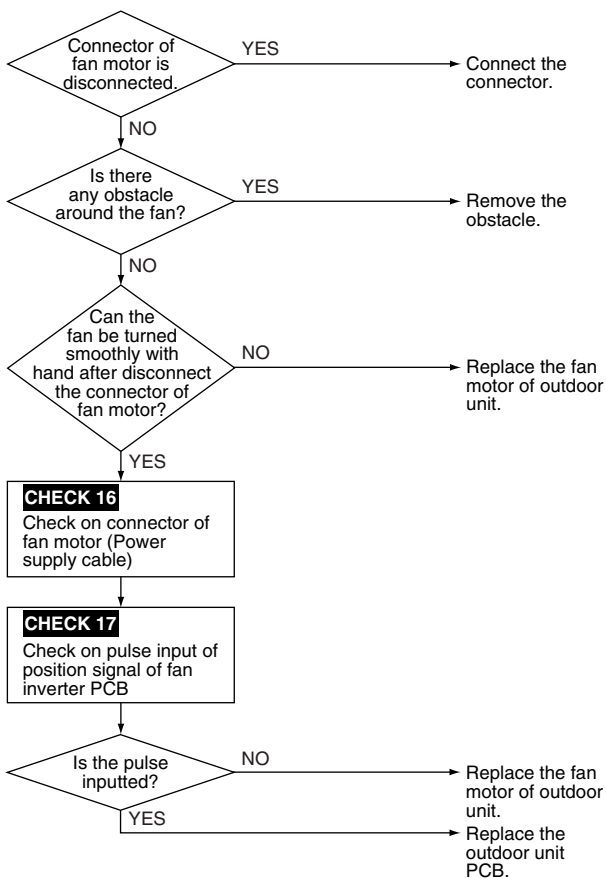 Connector of
fan motor is
disconnected.
YES
Connect the
connector.
NO
Is there
any obstacle
around the fan?
YES
Remove the
obstacle.
NO
Can the
fan be turned
smoothly with
hand after disconnect
the connector of
fan motor?
NO
Replace the fan
motor of outdoor
unit.
YES
CHECK 16
Check on connector of
fan motor (Power
supply cable)
CHECK 17
Check on pulse input of
position signal of fan
inverter PCB
Is the pulse
inputted?
NO
Replace the fan
motor of outdoor
unit.
YES
Replace the
outdoor unit
PCB.